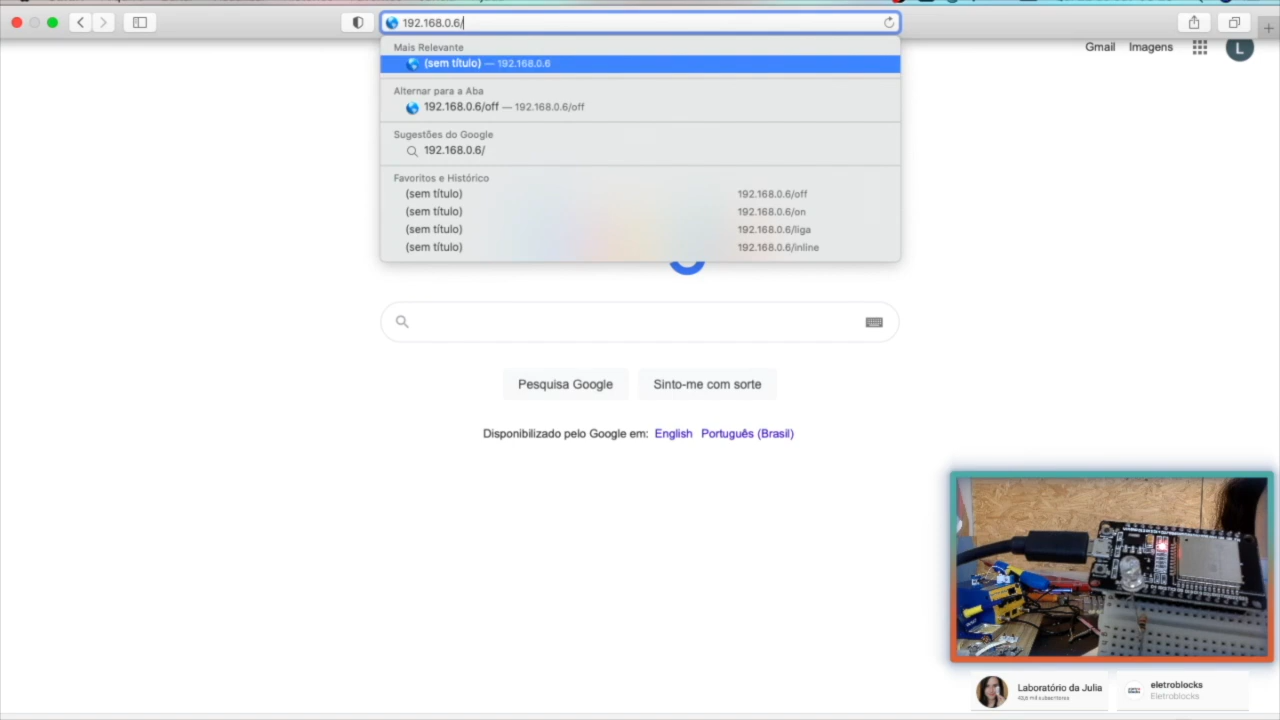 192.168.0.6/
Gmail Imagens
L
Mais Relevante
(sem título) — 192.168.0.6
Alternar para a Aba
192.168.0.6/off — 192.168.0.6/off
Sugestões do Google
192.168.0.6/
Favoritos e Histórico
(sem título) 192.168.0.6/off
(sem título) 192.168.0.6/on
(sem título) 192.168.0.6/liga
(sem título) 192.168.0.6/inline
Pesquisa Google Sinto-me com sorte
Disponibilizado pelo Google em: English Português (Brasil)
Laboratório da Julia
eletroblocks
Eletroblocks